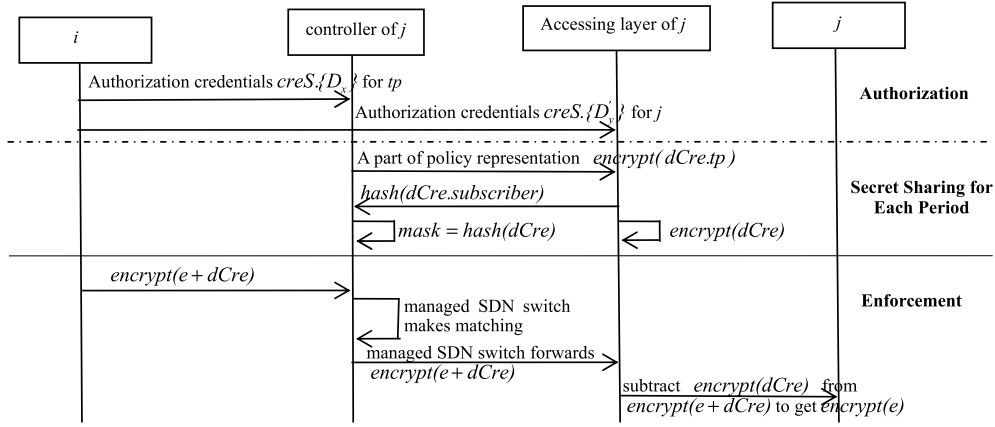 i
controller of j
Accessing layer of j
j
Authorization credentials creS.{D_x} for tp
Authorization
Authorization credentials creS.{D'_y} for j
A part of policy representation encrypt(dCre.tp)
hash(dCre.subscriber)
Secret Sharing for
Each Period
mask = hash(dCre)
encrypt(dCre)
encrypt(e + dCre)
Enforcement
managed SDN switch
makes matching
managed SDN switch forwards
encrypt(e + dCre)
subtract encrypt(dCre) from
encrypt(e + dCre) to get encrypt(e)